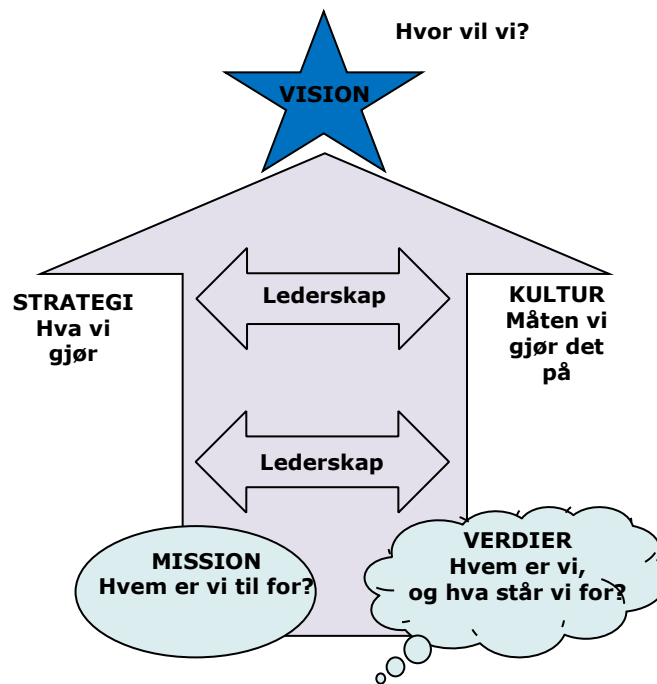 Hvor vil vi?
VISION
Lederskap
STRATEGI
Hva vi
gjør
KULTUR
Måten vi
gjør det
på
Lederskap
MISSION
Hvem er vi til for?
VERDIER
Hvem er vi,
og hva står vi for?